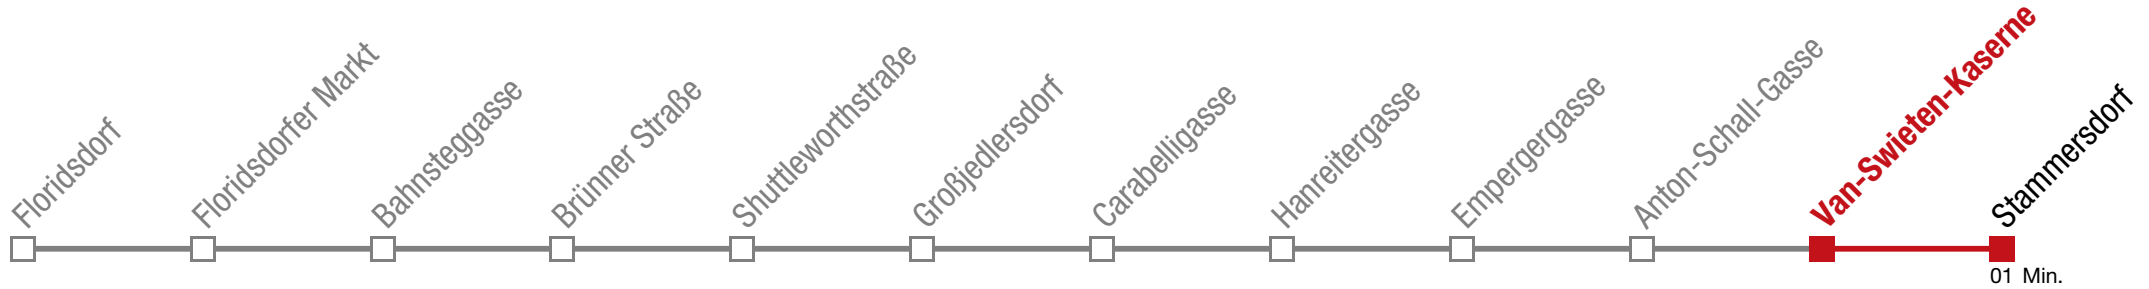 Floridsdorf
Floridsdorfer Markt
Bahnsteggasse
Brünner Straße
Shuttleworthstraße
Großjedlersdorf
Carabelligasse
Hanreitergasse
Empergergasse
Anton-Schall-Gasse
Van-Swieten-Kaserne
Stammersdorf
01 Min.